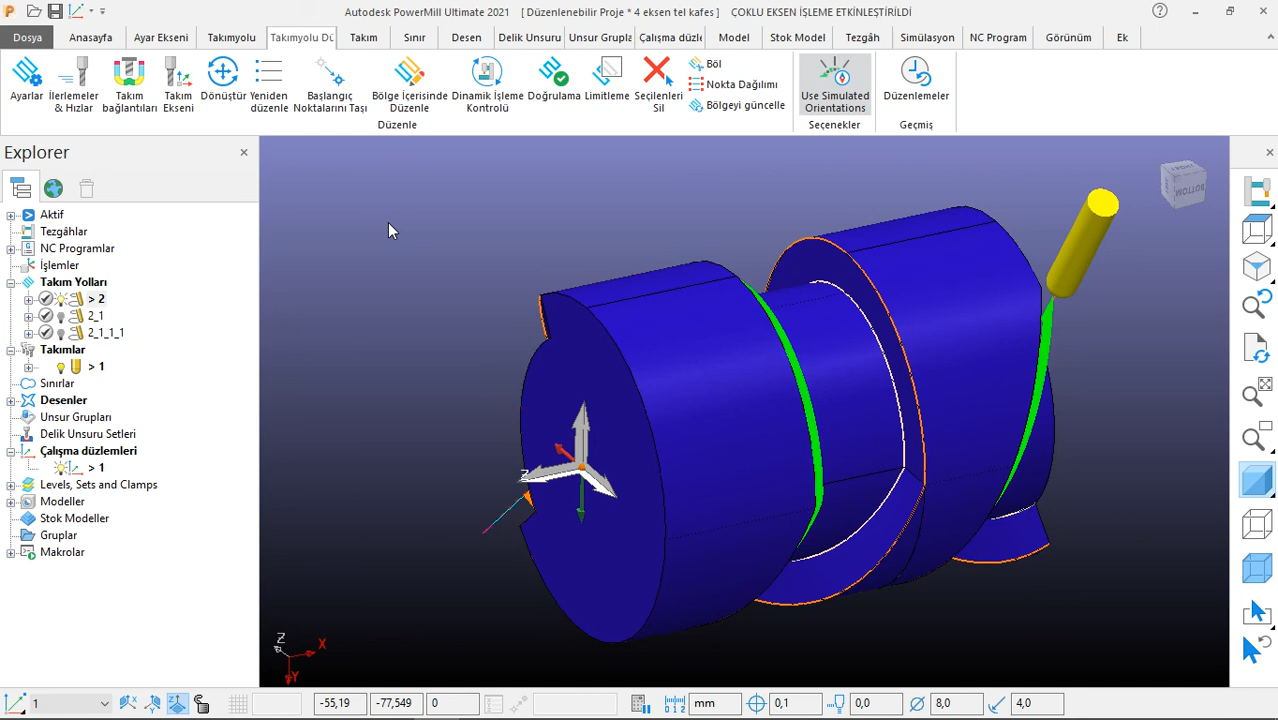 Autodesk PowerMill Ultimate 2021 [ Düzenlenebilir Proje * 4 eksen tel kafes ] ÇOKLU EKSEN İŞLEME ETKİNLEŞTİRİLDİ
Dosya Anasayfa Ayar Ekseni Takımyolu Takımyolu Dü Takım Sınır Desen Delik Unsuru Unsur Grupla Çalışma düzle Model Stok Model Tezgâh Simülasyon NC Program Görünüm Ek
Ayarlar
İlerlemeler & Hızlar
Takım bağlantıları
Takım Ekseni
Dönüştür
Yeniden düzenle
Başlangıç Noktalarını Taşı
Bölge İçerisinde Düzenle
Dinamik İşleme Kontrolü
Doğrulama
Limitleme
Seçilenleri Sil
Böl
Nokta Dağılımı
Bölgeyi güncelle
Use Simulated Orientations
Düzenlemeler
Düzenle Seçenekler Geçmiş
Explorer
Aktif
Tezgâhlar
NC Programlar
İşlemler
Takım Yolları
> 2
2_1
2_1_1_1
Takımlar
> 1
Sınırlar
Desenler
Unsur Grupları
Delik Unsuru Setleri
Çalışma düzlemleri
> 1
Levels, Sets and Clamps
Modeller
Stok Modeller
Gruplar
Makrolar
BOTTOM
Z
Z
X
Y
1 -55,19 -77,549 0 mm 0,1 0,0 8,0 4,0